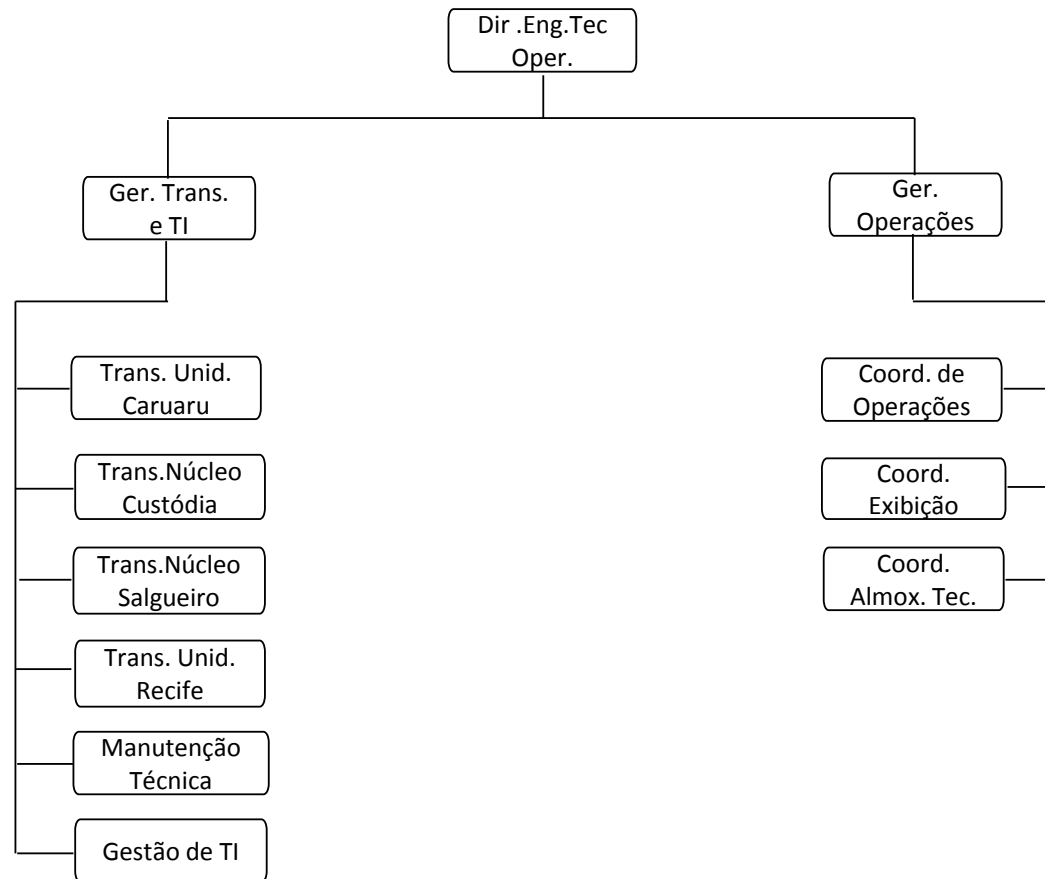 Dir .Eng.Tec
Oper.
Ger. Trans.
e TI
Ger.
Operações
Trans. Unid.
Caruaru
Coord. de
Operações
Trans.Núcleo
Custódia
Coord.
Exibição
Trans.Núcleo
Salgueiro
Coord.
Almox. Tec.
Trans. Unid.
Recife
Manutenção
Técnica
Gestão de TI